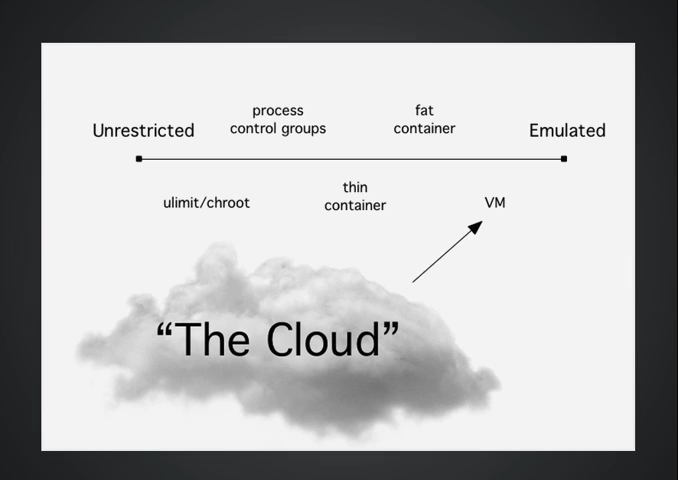 process
control groups
fat
container
Unrestricted
Emulated
ulimit/chroot
thin
container
VM
“The Cloud”